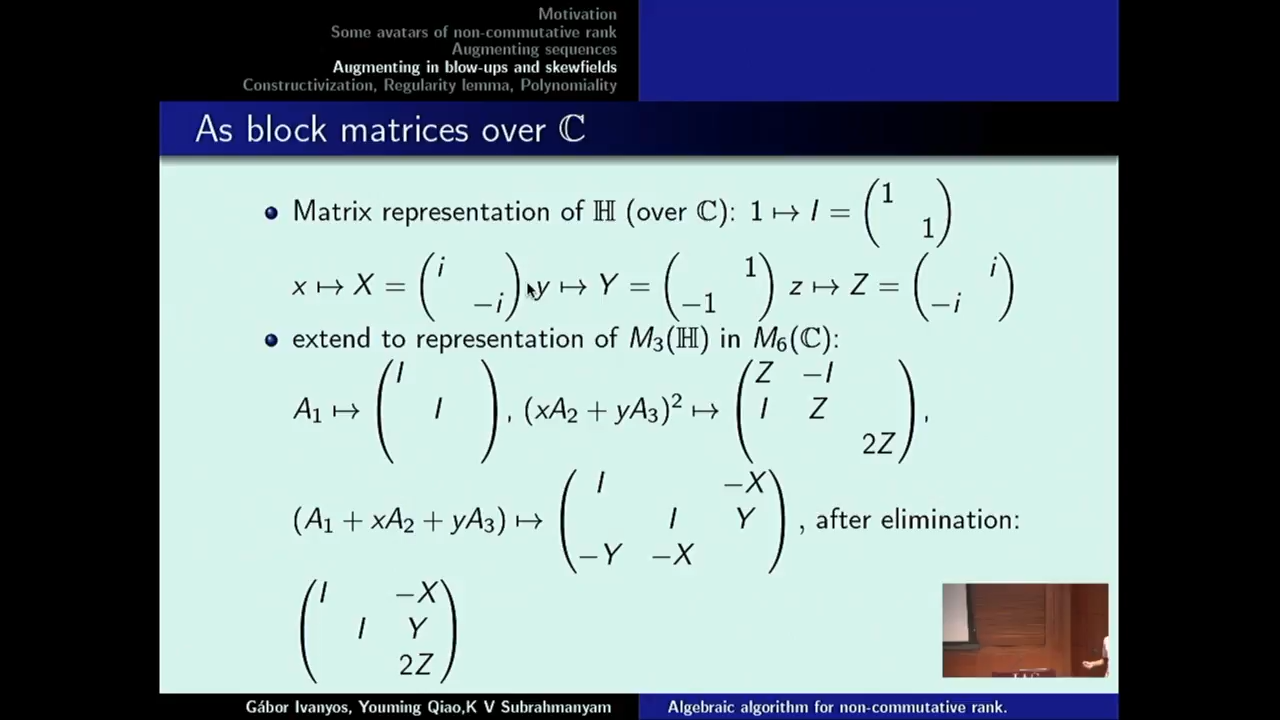 Motivation
Some avatars of non-commutative rank
Augmenting sequences
Augmenting in blow-ups and skewfields
Constructivization, Regularity lemma, Polynomiality
As block matrices over ℂ
• Matrix representation of ℍ (over ℂ): 1 ↦ I = ( 1 1 )
x ↦ X = ( i −i ) y ↦ Y = ( 1 −1 ) z ↦ Z = ( i −i )
• extend to representation of M₃(ℍ) in M₆(ℂ):
A₁ ↦ ( I I ), (xA₂ + yA₃)² ↦ ( Z −I I Z 2Z ),
(A₁ + xA₂ + yA₃) ↦ ( I −X I Y −Y −X ), after elimination:
( I −X I Y 2Z )
Gábor Ivanyos, Youming Qiao,K V Subrahmanyam
Algebraic algorithm for non-commutative rank.